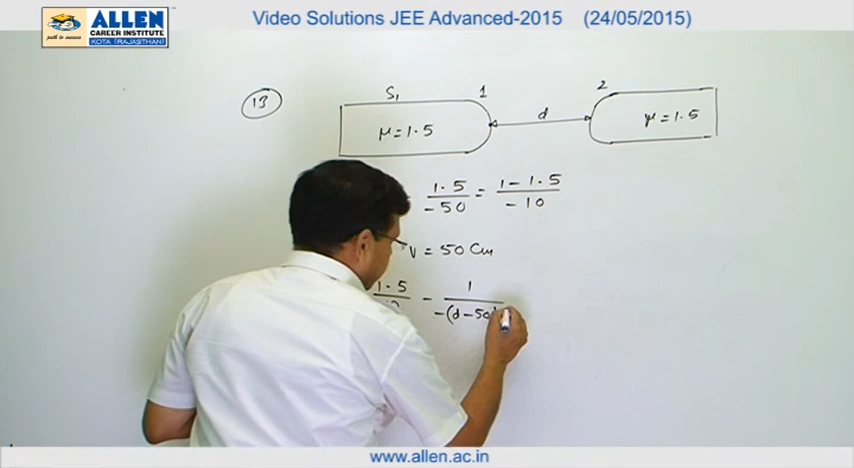 ALLEN
CAREER INSTITUTE
path to success
KOTA (RAJASTHAN)
Video Solutions JEE Advanced-2015 (24/05/2015)
13
S₁ 1 2
μ = 1.5
d
μ = 1.5
- 1.5/-50 = 1 - 1.5/-10
V = 50 Cm
1.5 - 1/-(d - 50)
www.allen.ac.in